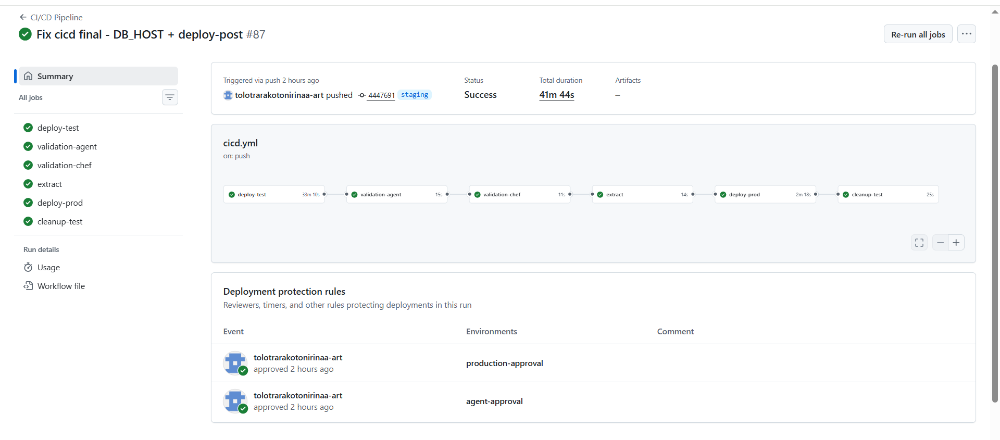 CI/CD Pipeline
Fix cicd final - DB_HOST + deploy-post #87
Re-run all jobs
Summary
All jobs
deploy-test
validation-agent
validation-chef
extract
deploy-prod
cleanup-test
Run details
Usage
Workflow file
Triggered via push 2 hours ago
tolotrarakotonirinaa-art pushed 4447691 staging
Status
Success
Total duration
41m 44s
Artifacts
–
cicd.yml
on: push
deploy-test 33m 10s
validation-agent 15s
validation-chef 11s
extract 14s
deploy-prod 2m 18s
cleanup-test 25s
Deployment protection rules
Reviewers, timers, and other rules protecting deployments in this run
Event Environments Comment
tolotrarakotonirinaa-art
approved 2 hours ago
production-approval
tolotrarakotonirinaa-art
approved 2 hours ago
agent-approval